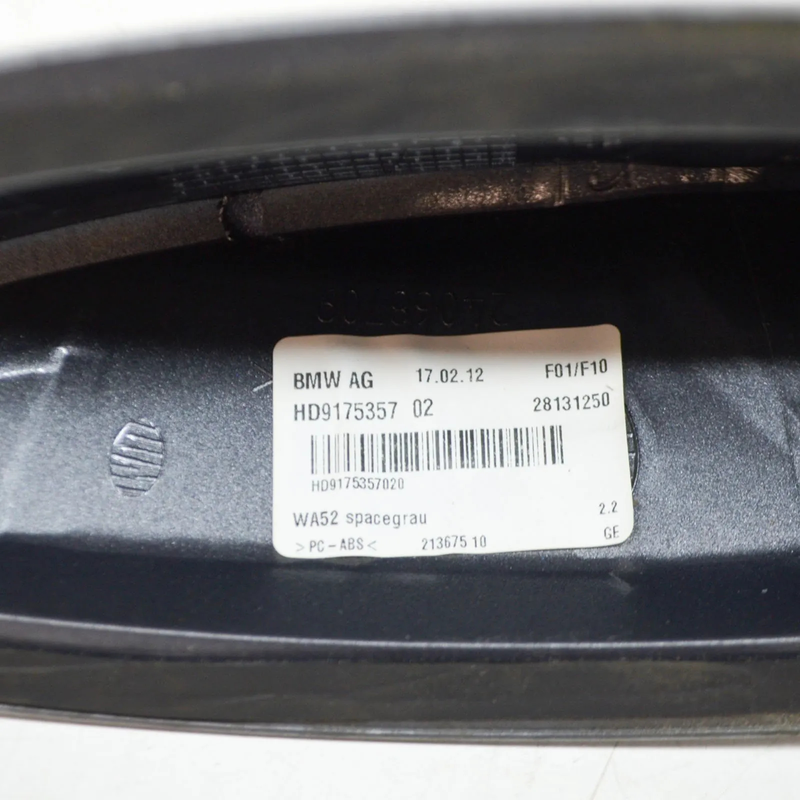 BMW AG 17.02.12 F01/F10
HD9175357 02 28131250
HD9175357020
WA52 spacegrau 2.2
>PC-ABS< 213675 10 GE